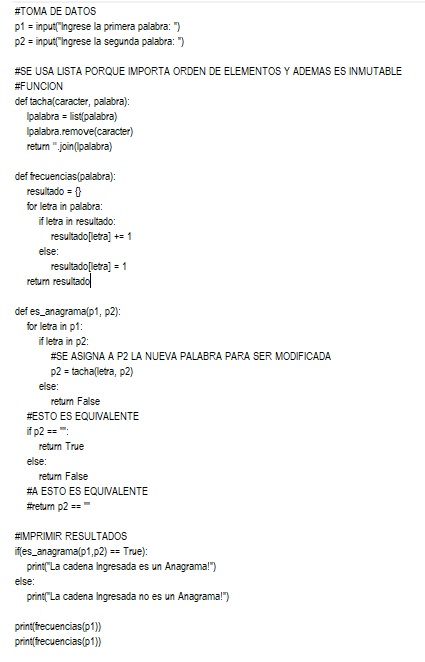 #TOMA DE DATOS
p1 = input("Ingrese la primera palabra: ")
p2 = input("Ingrese la segunda palabra: ")
#SE USA LISTA PORQUE IMPORTA ORDEN DE ELEMENTOS Y ADEMAS ES INMUTABLE
#FUNCION
def tacha(caracter, palabra):
lpalabra = list(palabra)
lpalabra.remove(caracter)
return ''.join(lpalabra)
def frecuencias(palabra):
resultado = {}
for letra in palabra:
if letra in resultado:
resultado[letra] += 1
else:
resultado[letra] = 1
return resultado
def es_anagrama(p1, p2):
for letra in p1:
if letra in p2:
#SE ASIGNA A P2 LA NUEVA PALABRA PARA SER MODIFICADA
p2 = tacha(letra, p2)
else:
return False
#ESTO ES EQUIVALENTE
if p2 == "":
return True
else:
return False
#A ESTO ES EQUIVALENTE
#return p2 == ""
#IMPRIMIR RESULTADOS
if(es_anagrama(p1,p2) == True):
print("La cadena Ingresada es un Anagrama!")
else:
print("La cadena Ingresada no es un Anagrama!")
print(frecuencias(p1))
print(frecuencias(p1))